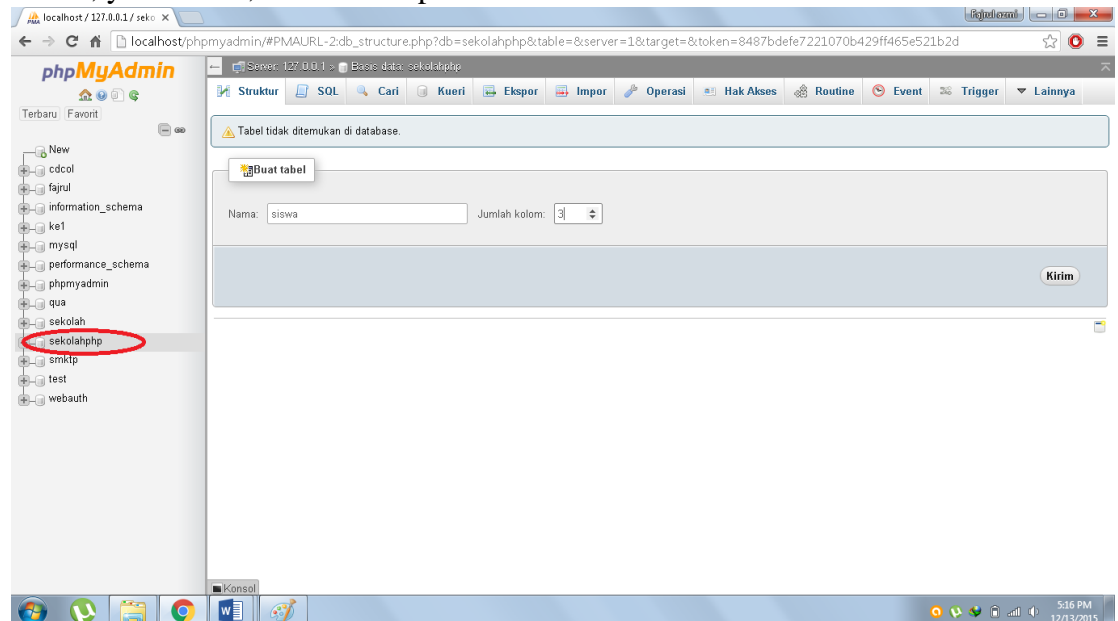 localhost / 127.0.0.1 / seko
Fajrul azmi
localhost/phpmyadmin/#PMAURL-2:db_structure.php?db=sekolahphp&table=&server=1&target=&token=8487bdefe7221070b429ff465e521b2d
phpMyAdmin
Terbaru Favorit
New
cdcol
fajrul
information_schema
ke1
mysql
performance_schema
phpmyadmin
qua
sekolah
sekolahphp
smktp
test
webauth
Server: 127.0.0.1 » Basis data: sekolahphp
Struktur SQL Cari Kueri Ekspor Impor Operasi Hak Akses Routine Event Trigger Lainnya
Tabel tidak ditemukan di database.
Buat tabel
Nama: siswa Jumlah kolom: 3
Kirim
Konsol
5:16 PM
12/13/2015